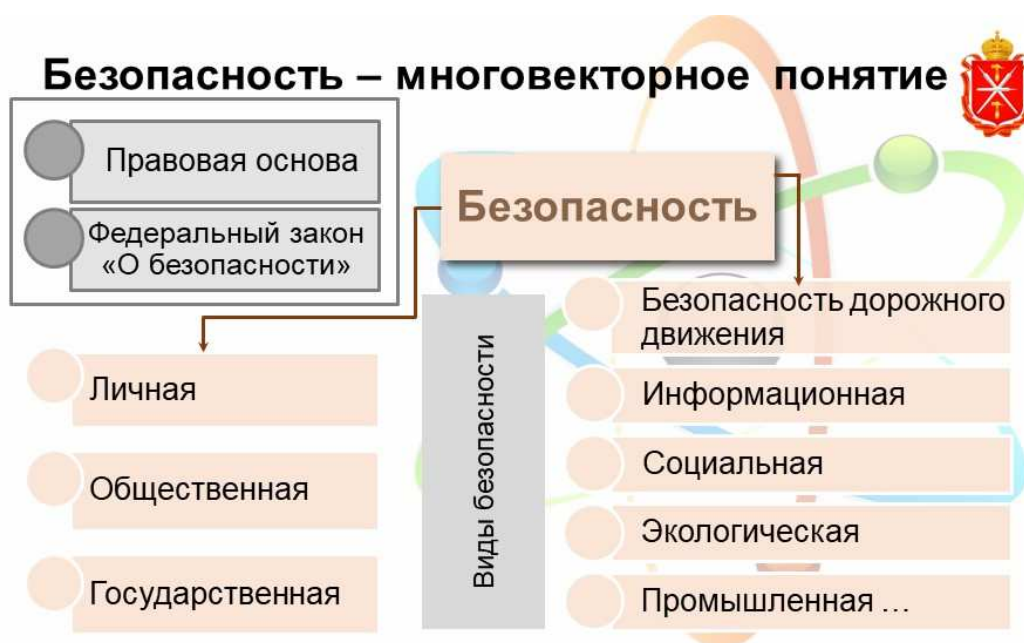 Безопасность – многовекторное понятие
Правовая основа
Федеральный закон
«О безопасности»
Безопасность
Личная
Общественная
Государственная
Виды безопасности
Безопасность дорожного
движения
Информационная
Социальная
Экологическая
Промышленная ...